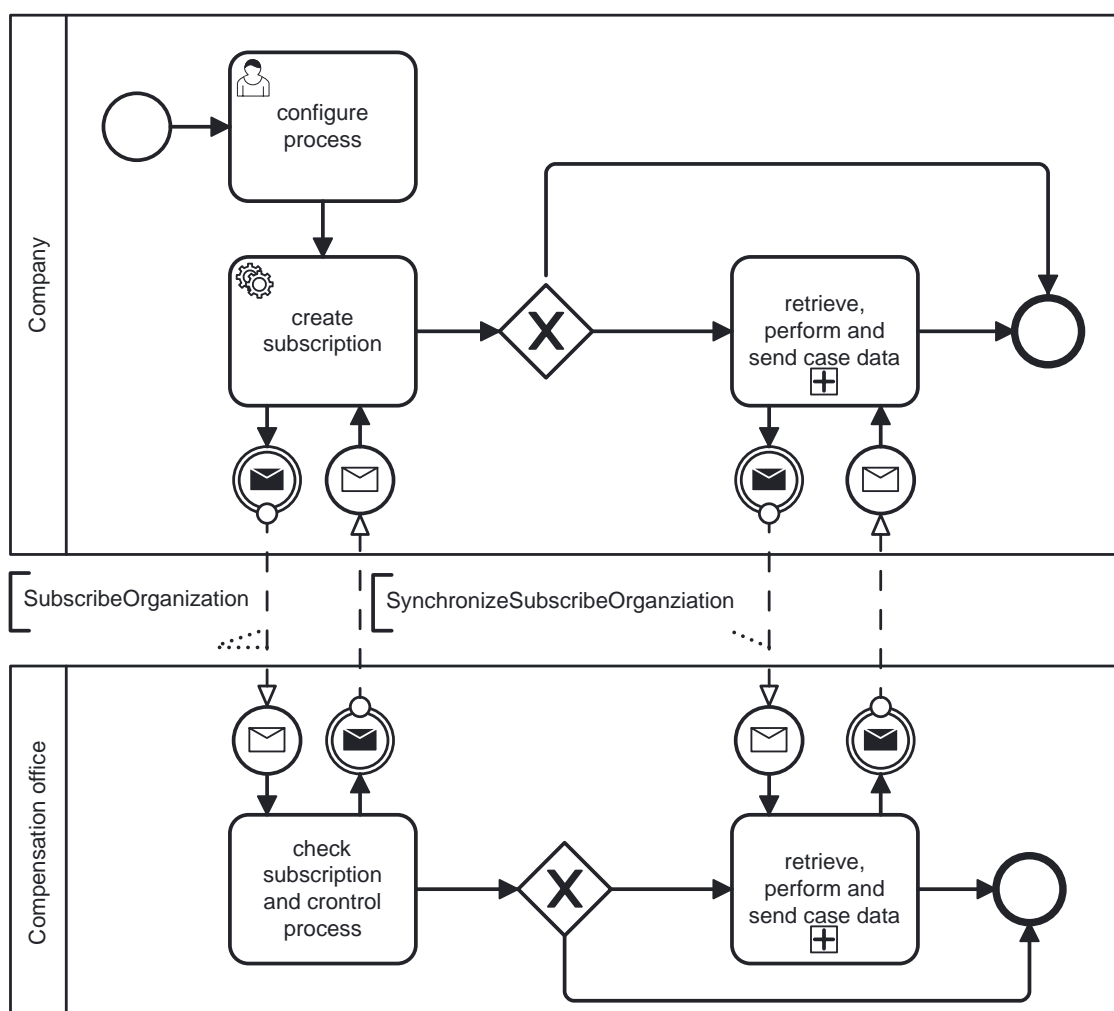 Company
configure
process
create
subscription
retrieve,
perform and
send case data
SubscribeOrganization
SynchronizeSubscribeOrganziation
Compensation office
check
subscription
and crontrol
process
retrieve,
perform and
send case data